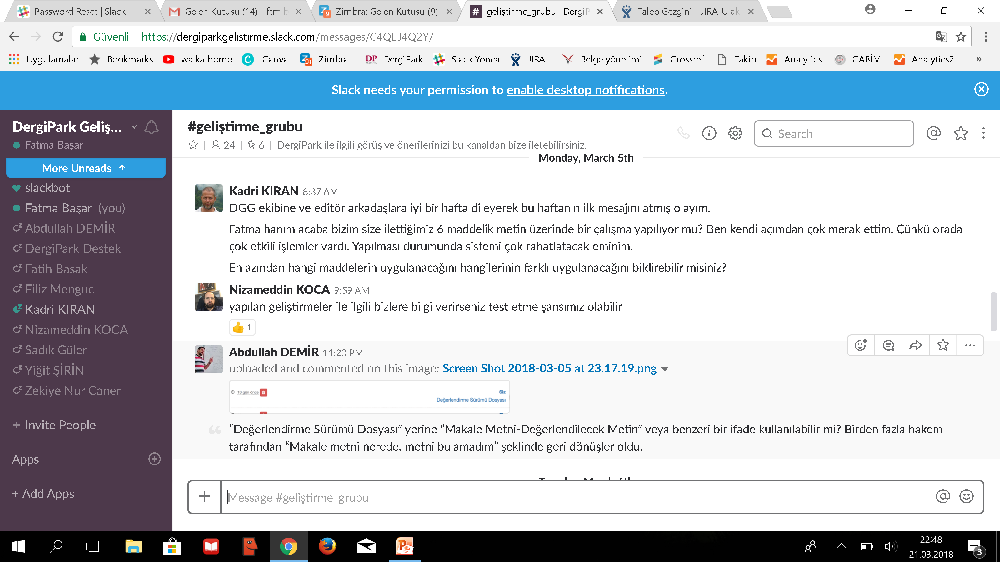 Password Reset | Slack
Gelen Kutusu (14) - ftm.b
Zimbra: Gelen Kutusu (9)
geliştirme_grubu | DergiP
Talep Gezgini - JIRA-Ulak
Güvenli
https://dergiparkgelistirme.slack.com/messages/C4QLJ4Q2Y/
Uygulamalar
Bookmarks
walkathome
Canva
Zimbra
DergiPark
Slack Yonca
JIRA
Belge yönetimi
Crossref
Takip
Analytics
CABİM
Analytics2
»
Slack needs your permission to enable desktop notifications.
DergiPark Geliş...
Fatma Başar
More Unreads ↑
slackbot
Fatma Başar (you)
Abdullah DEMİR
DergiPark Destek
Fatih Başak
Filiz Menguc
Kadri KIRAN
Nizameddin KOCA
Sadık Güler
Yiğit ŞİRİN
Zekiye Nur Caner
+ Invite People
Apps
+ Add Apps
#geliştirme_grubu
24 | 6 | DergiPark ile ilgili görüş ve önerilerinizi bu kanaldan bize iletebilirsiniz.
Search
Monday, March 5th
Kadri KIRAN 8:37 AM
DGG ekibine ve editör arkadaşlara iyi bir hafta dileyerek bu haftanın ilk mesajını atmış olayım.
Fatma hanım acaba bizim size ilettiğimiz 6 maddelik metin üzerinde bir çalışma yapılıyor mu? Ben kendi açımdan çok merak ettim. Çünkü orada
çok etkili işlemler vardı. Yapılması durumunda sistemi çok rahatlatacak eminim.
En azından hangi maddelerin uygulanacağını hangilerinin farklı uygulanacağını bildirebilir misiniz?
Nizameddin KOCA 9:59 AM
yapılan geliştirmeler ile ilgili bizlere bilgi verirseniz test etme şansımız olabilir
1
Abdullah DEMİR 11:20 PM
uploaded and commented on this image: Screen Shot 2018-03-05 at 23.17.19.png
13 gün önce
Siz
Değerlendirme Sürümü Dosyası
“Değerlendirme Sürümü Dosyası” yerine “Makale Metni-Değerlendilecek Metin” veya benzeri bir ifade kullanılabilir mi? Birden fazla hakem
tarafından “Makale metni nerede, metni bulamadım” şeklinde geri dönüşler oldu.
Message #geliştirme_grubu
22:48
21.03.2018
3